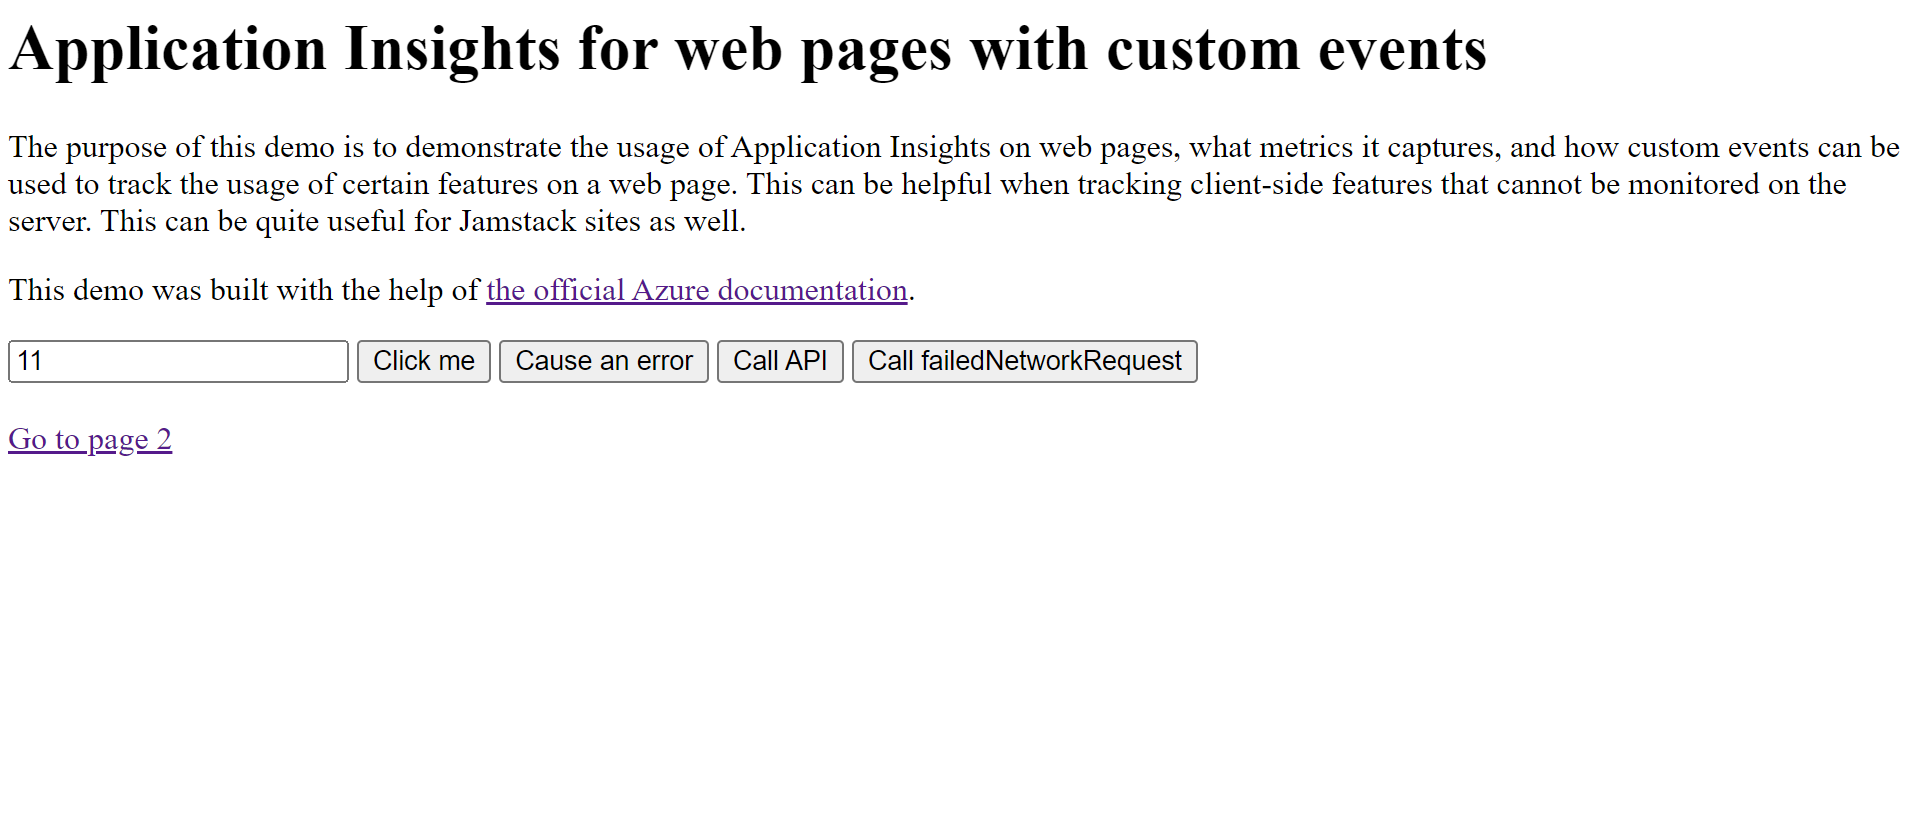 Application Insights for web pages with custom events
The purpose of this demo is to demonstrate the usage of Application Insights on web pages, what metrics it captures, and how custom events can be
used to track the usage of certain features on a web page. This can be helpful when tracking client-side features that cannot be monitored on the
server. This can be quite useful for Jamstack sites as well.
This demo was built with the help of the official Azure documentation.
11 Click me Cause an error Call API Call failedNetworkRequest
Go to page 2